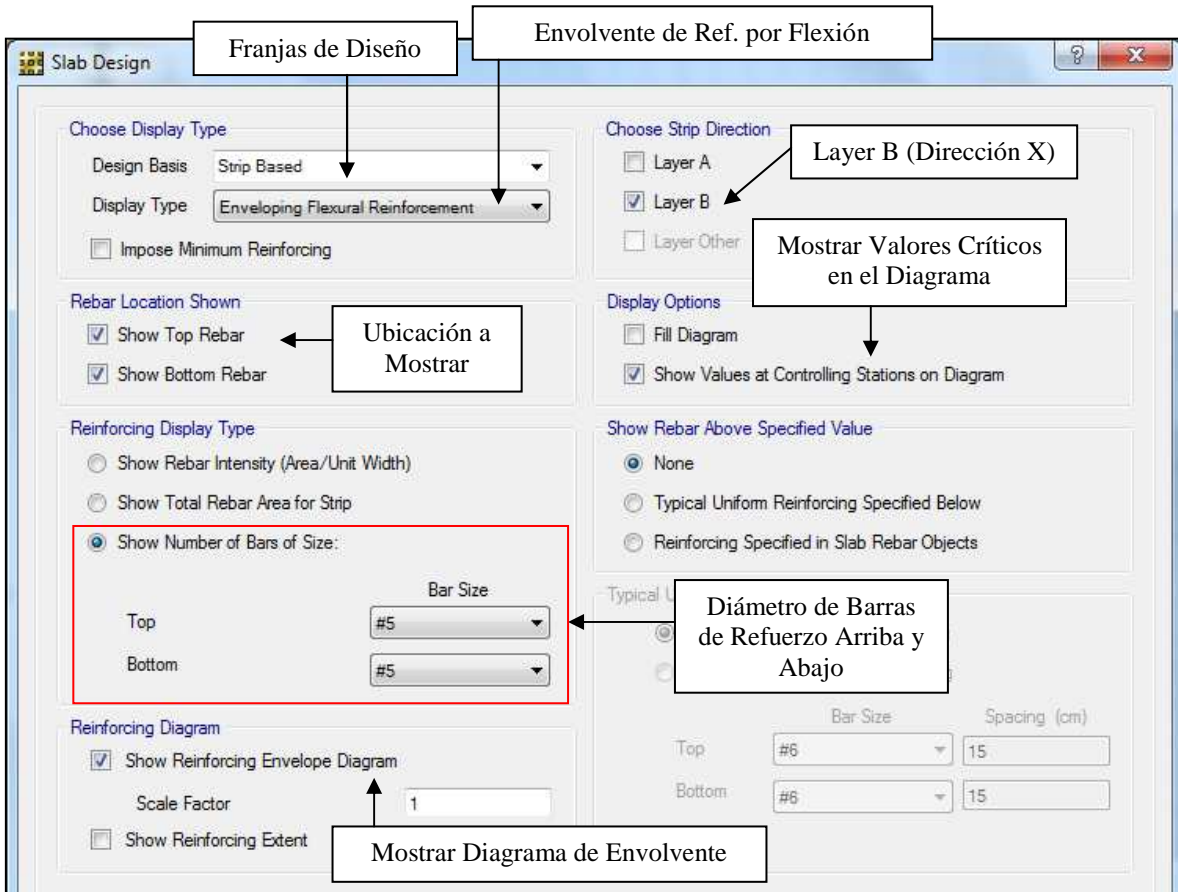 Franjas de Diseño
Envolvente de Ref. por Flexión
Slab Design
Choose Display Type
Design Basis
Strip Based
Display Type
Enveloping Flexural Reinforcement
Impose Minimum Reinforcing
Choose Strip Direction
Layer A
Layer B
Layer Other
Layer B (Dirección X)
Mostrar Valores Críticos
en el Diagrama
Rebar Location Shown
Show Top Rebar
Show Bottom Rebar
Ubicación a
Mostrar
Display Options
Fill Diagram
Show Values at Controlling Stations on Diagram
Reinforcing Display Type
Show Rebar Intensity (Area/Unit Width)
Show Total Rebar Area for Strip
Show Number of Bars of Size:
Bar Size
Top
#5
Bottom
#5
Show Rebar Above Specified Value
None
Typical Uniform Reinforcing Specified Below
Reinforcing Specified in Slab Rebar Objects
Typical
Diámetro de Barras
de Refuerzo Arriba y
Abajo
Bar Size
Spacing (cm)
Top
#6
15
Bottom
#6
15
Reinforcing Diagram
Show Reinforcing Envelope Diagram
Scale Factor
1
Show Reinforcing Extent
Mostrar Diagrama de Envolvente